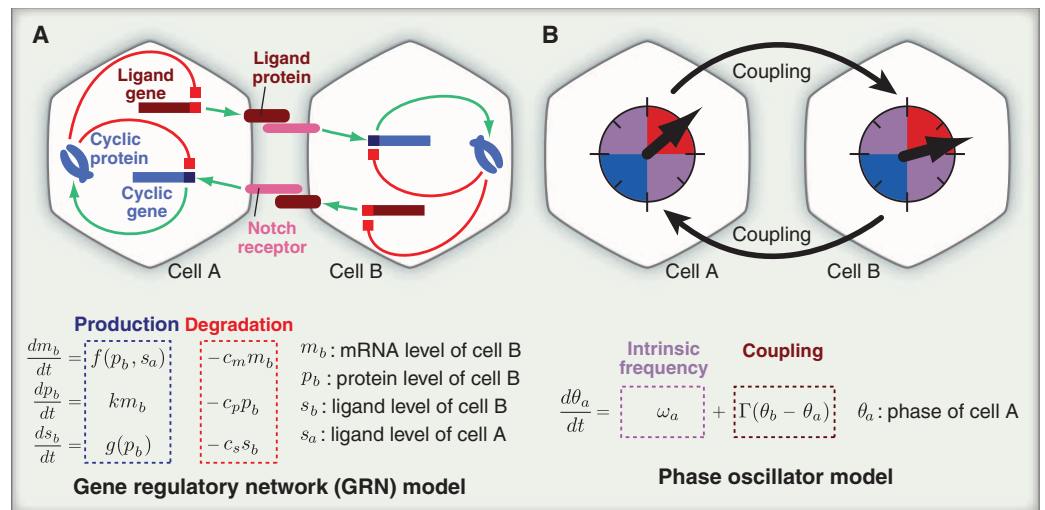 A
Ligand
gene
Ligand
protein
Cyclic
protein
Cyclic
gene
Notch
receptor
Cell A
Cell B
Production Degradation
dm_b/dt = f(p_b, s_a) −c_m m_b
dp_b/dt = km_b −c_p p_b
ds_b/dt = g(p_b) −c_s s_b
m_b : mRNA level of cell B
p_b : protein level of cell B
s_b : ligand level of cell B
s_a : ligand level of cell A
Gene regulatory network (GRN) model
B
Coupling
Coupling
Cell A
Cell B
Intrinsic
frequency
Coupling
dθ_a/dt = ω_a + Γ(θ_b − θ_a)
θ_a : phase of cell A
Phase oscillator model